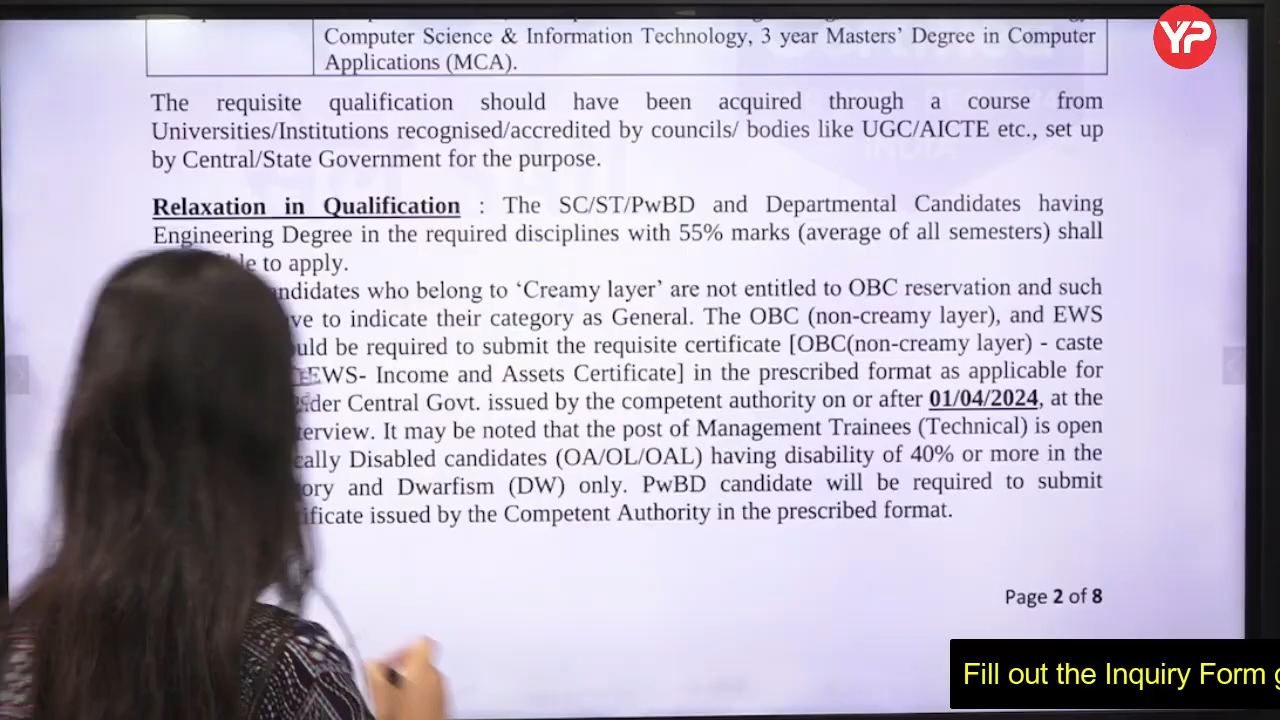 Computer Science & Information Technology, 3 year Masters' Degree in Computer
Applications (MCA).
The requisite qualification should have been acquired through a course from
Universities/Institutions recognised/accredited by councils/ bodies like UGC/AICTE etc., set up
by Central/State Government for the purpose.
Relaxation in Qualification : The SC/ST/PwBD and Departmental Candidates having
Engineering Degree in the required disciplines with 55% marks (average of all semesters) shall
to apply.
who belong to 'Creamy layer' are not entitled to OBC reservation and such
to indicate their category as General. The OBC (non-creamy layer), and EWS
be required to submit the requisite certificate [OBC(non-creamy layer) - caste
EWS- Income and Assets Certificate] in the prescribed format as applicable for
Central Govt. issued by the competent authority on or after 01/04/2024, at the
It may be noted that the post of Management Trainees (Technical) is open
Disabled candidates (OA/OL/OAL) having disability of 40% or more in the
and Dwarfism (DW) only. PwBD candidate will be required to submit
issued by the Competent Authority in the prescribed format.
Page 2 of 8
YP
Fill out the Inquiry Form